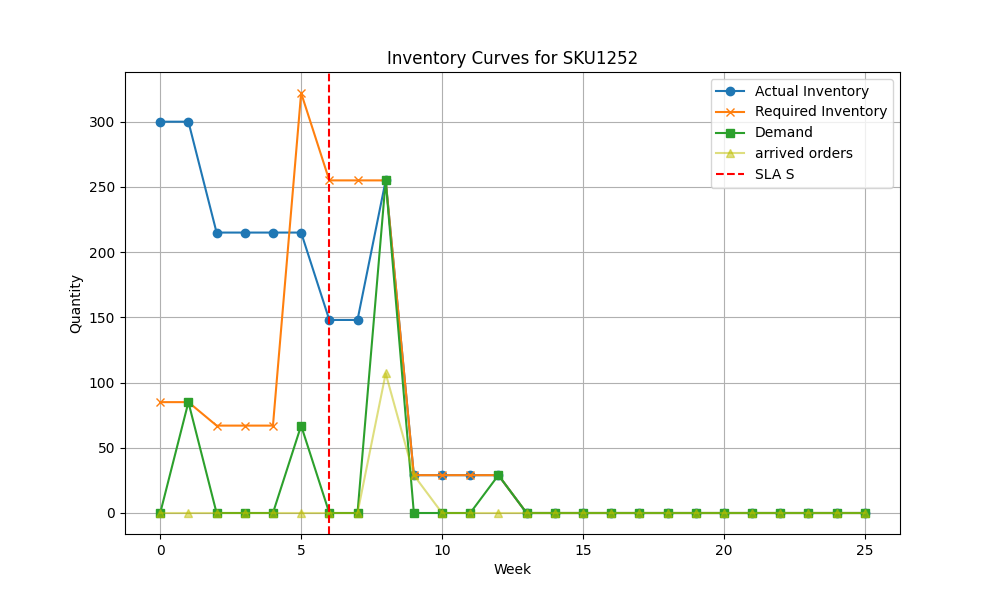 Inventory Curves for SKU1252
Actual Inventory
Required Inventory
Demand
arrived orders
SLA S
Quantity
300
250
200
150
100
50
0
0 5 10 15 20 25
Week